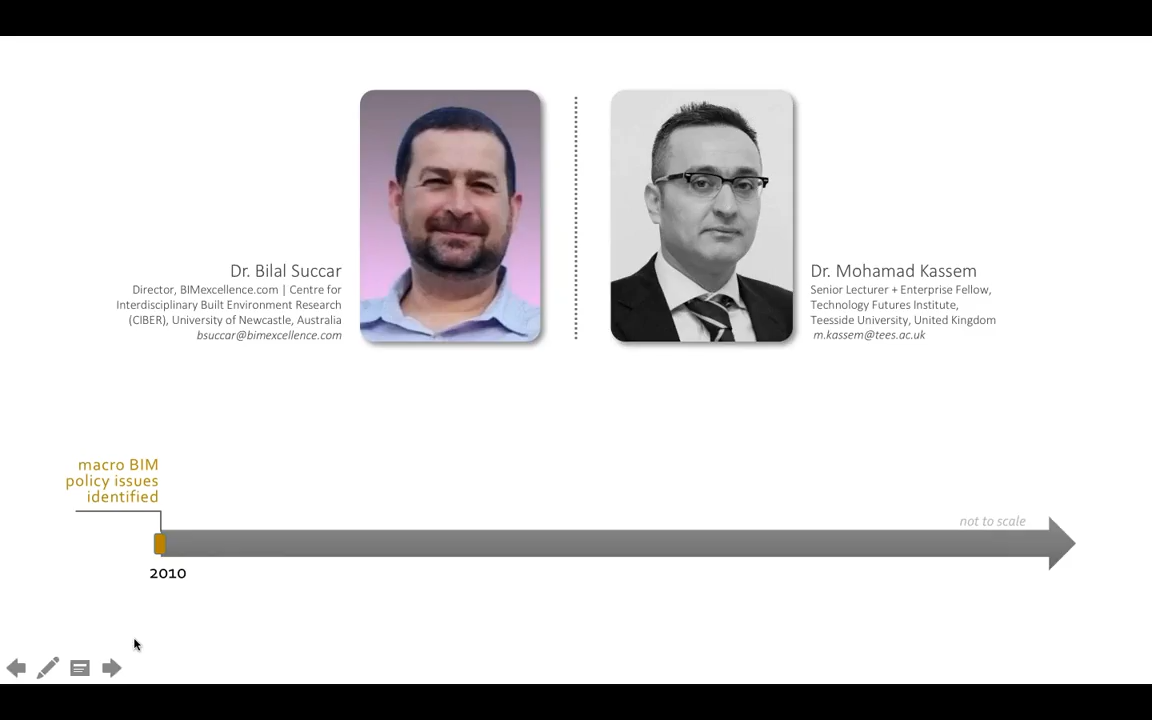 Dr. Bilal Succar
Director, BIMexcellence.com | Centre for
Interdisciplinary Built Environment Research
(CIBER), University of Newcastle, Australia
bsuccar@bimexcellence.com
Dr. Mohamad Kassem
Senior Lecturer + Enterprise Fellow,
Technology Futures Institute,
Teesside University, United Kingdom
m.kassem@tees.ac.uk
macro BIM
policy issues
identified
not to scale
2010